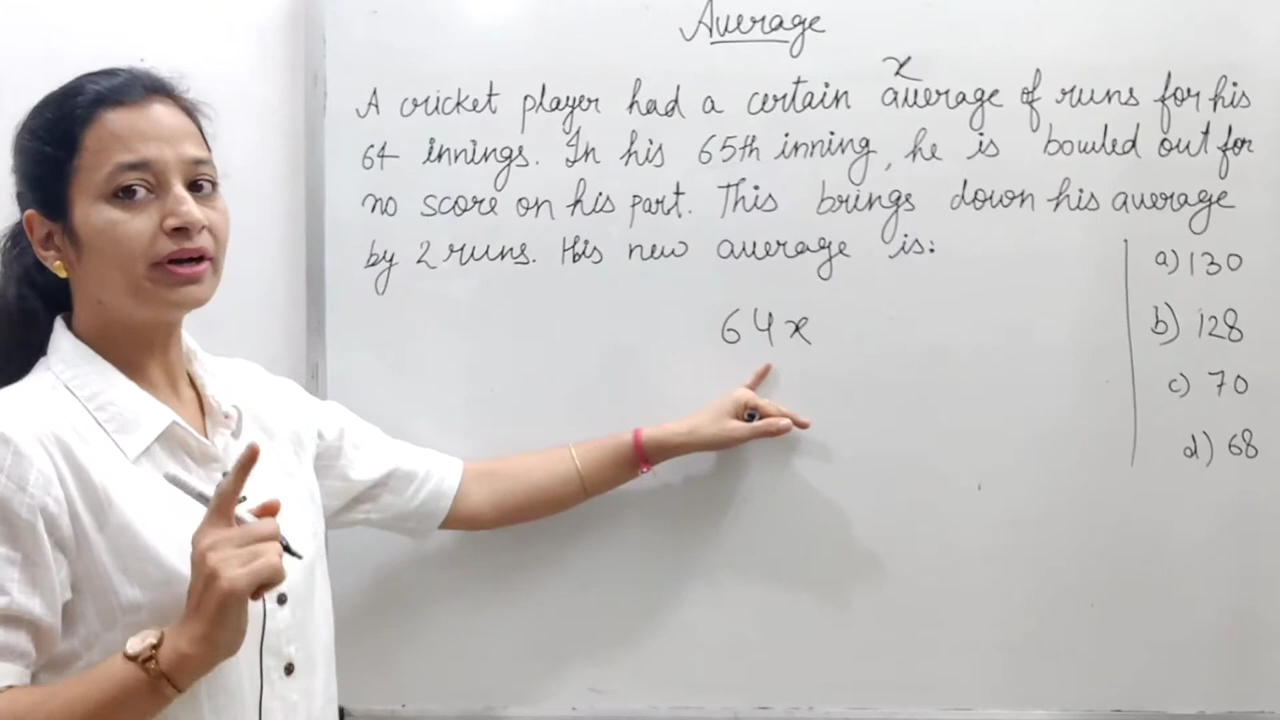 Average
x
A cricket player had a certain average of runs for his
64 innings. In his 65th inning, he is bowled out for
no score on his part. This brings down his average
by 2 runs. His new average is:
a) 130
64x
b) 128
c) 70
d) 68